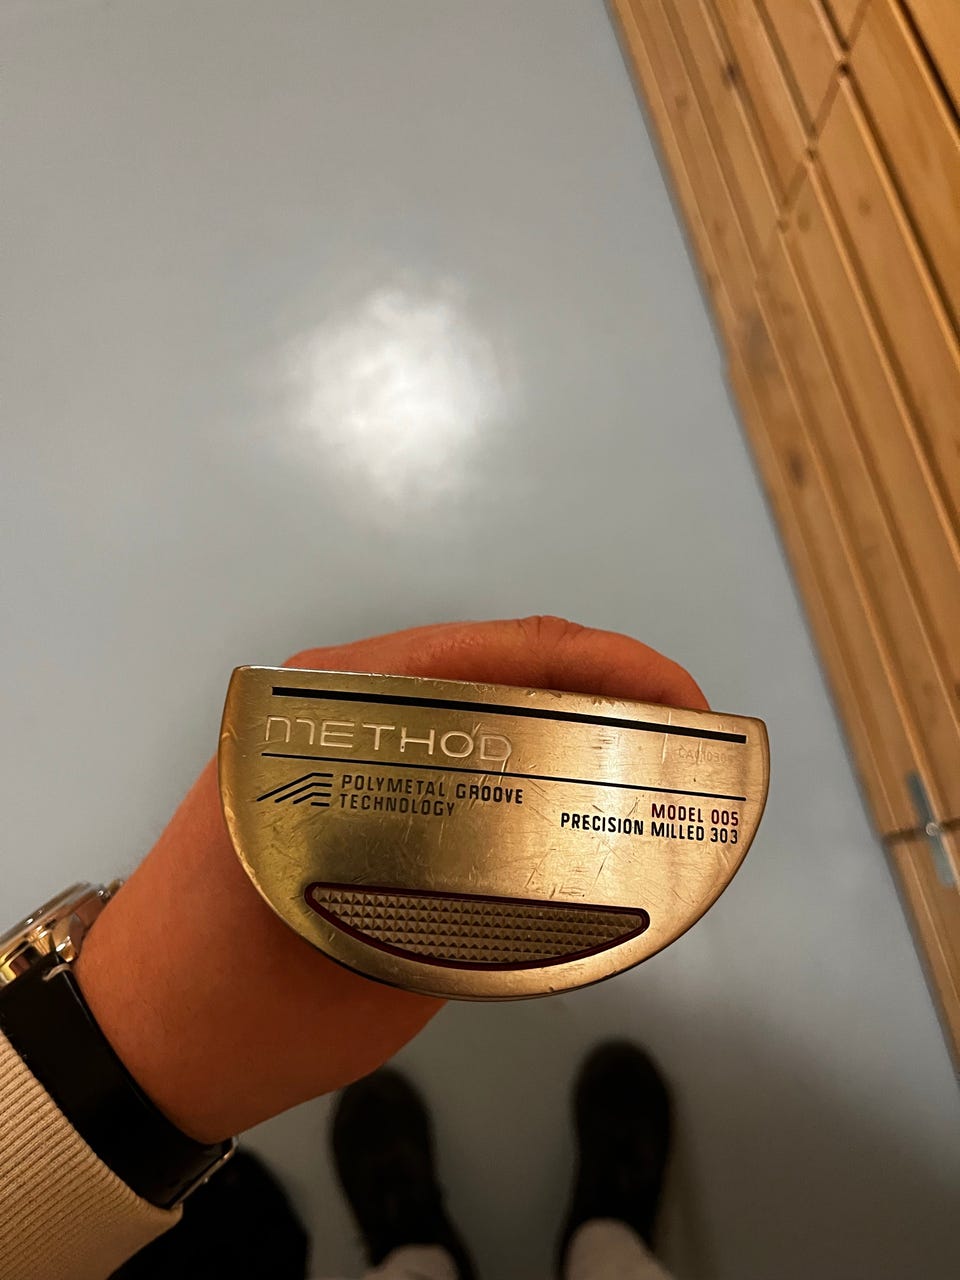 METHOD
POLYMETAL GROOVE
TECHNOLOGY
MODEL 005
PRECISION MILLED 303